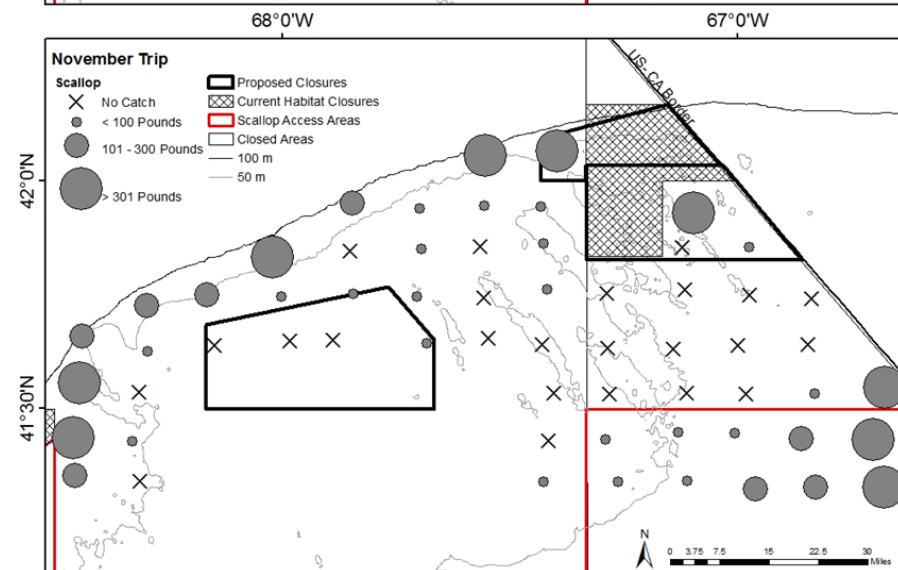 68°0'W 67°0'W
November Trip
Scallop
No Catch
< 100 Pounds
101 - 300 Pounds
> 301 Pounds
Proposed Closures
Current Habitat Closures
Scallop Access Areas
Closed Areas
100 m
50 m
US- CA Border
42°0'N
41°30'N
N
0 3.75 7.5 15 22.5 30
Miles